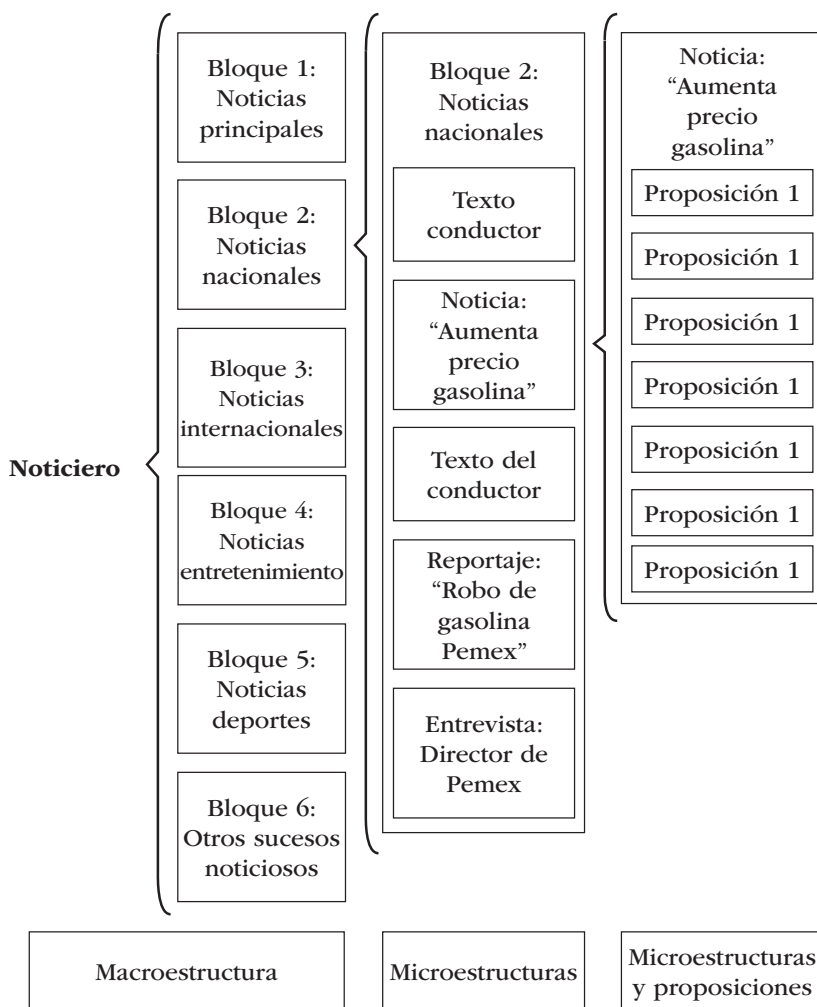 Noticiero
Bloque 1:
Noticias
principales
Bloque 2:
Noticias
nacionales
Bloque 3:
Noticias
internacionales
Bloque 4:
Noticias
entretenimiento
Bloque 5:
Noticias
deportes
Bloque 6:
Otros sucesos
noticiosos
Macroestructura
Bloque 2:
Noticias
nacionales
Texto
conductor
Noticia:
“Aumenta
precio
gasolina”
Texto del
conductor
Reportaje:
“Robo de
gasolina
Pemex”
Entrevista:
Director de
Pemex
Microestructuras
Noticia:
“Aumenta
precio
gasolina”
Proposición 1
Proposición 1
Proposición 1
Proposición 1
Proposición 1
Proposición 1
Proposición 1
Microestructuras
y proposiciones